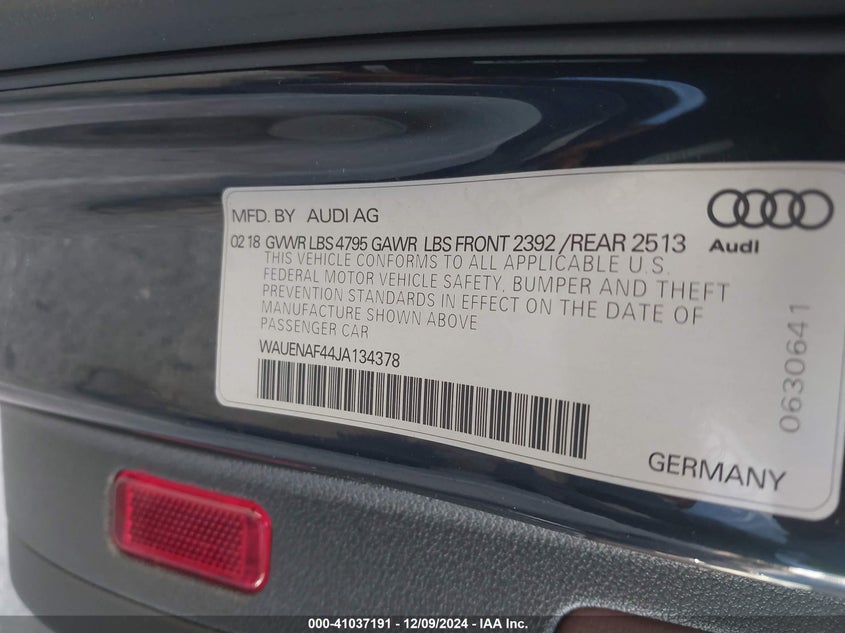 MFD. BY AUDI AG
Audi
02 18 GVWR LBS 4795 GAWR LBS FRONT 2392 /REAR 2513
THIS VEHICLE CONFORMS TO ALL APPLICABLE U.S.
FEDERAL MOTOR VEHICLE SAFETY, BUMPER AND THEFT
PREVENTION STANDARDS IN EFFECT ON THE DATE OF
MANUFACTURE SHOWN ABOVE
PASSENGER CAR
WAUENAF44JA134378
0630641
GERMANY
000-41037191 - 12/09/2024 - IAA Inc.